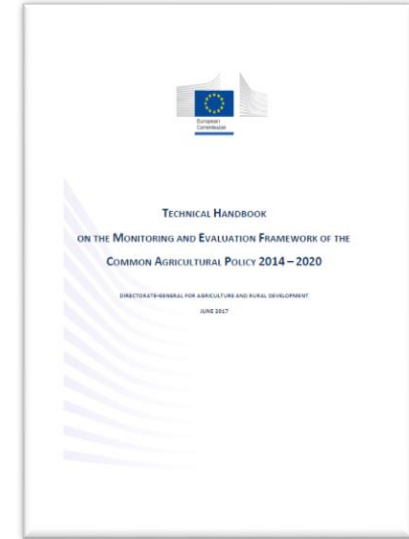 European
Commission
TECHNICAL HANDBOOK
ON THE MONITORING AND EVALUATION FRAMEWORK OF THE
COMMON AGRICULTURAL POLICY 2014 – 2020
DIRECTORATE-GENERAL FOR AGRICULTURE AND RURAL DEVELOPMENT
JUNE 2017